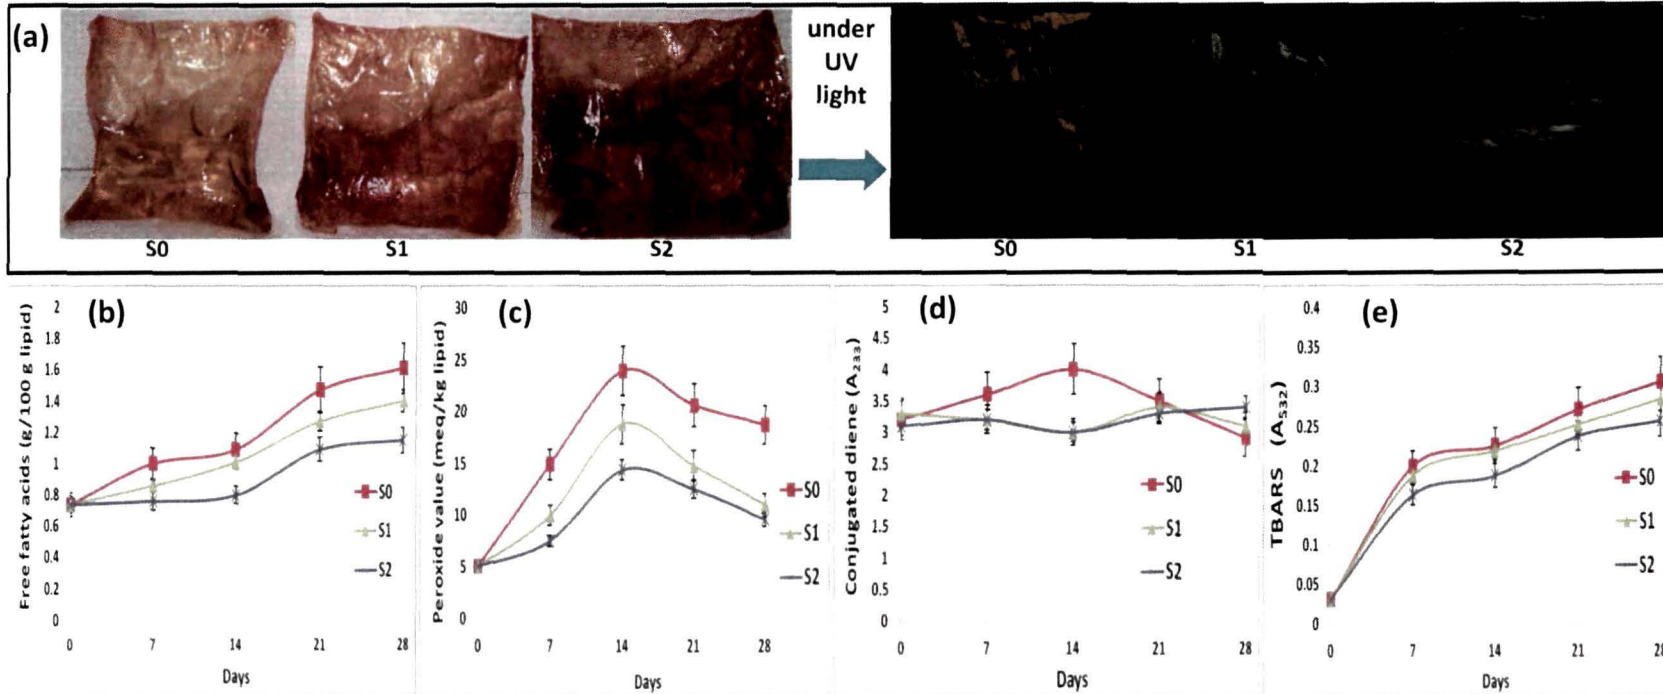 (a)
under
UV
light
S0
S1
S2
S0
S1
S2
(b)
Free fatty acids (g/100 g lipid)
2
1.8
1.6
1.4
1.2
1
0.8
0.6
0.4
0.2
0
0 7 14 21 28
Days
S0
S1
S2
(c)
Peroxide value (meq/kg lipid)
30
25
20
15
10
5
0
0 7 14 21 28
Days
S0
S1
S2
(d)
Conjugated diene (A233)
5
4.5
4
3.5
3
2.5
2
1.5
1
0.5
0
0 7 14 21 28
Days
S0
S1
S2
(e)
TBARS (A532)
0.4
0.35
0.3
0.25
0.2
0.15
0.1
0.05
0
0 7 14 21 28
Days
S0
S1
S2